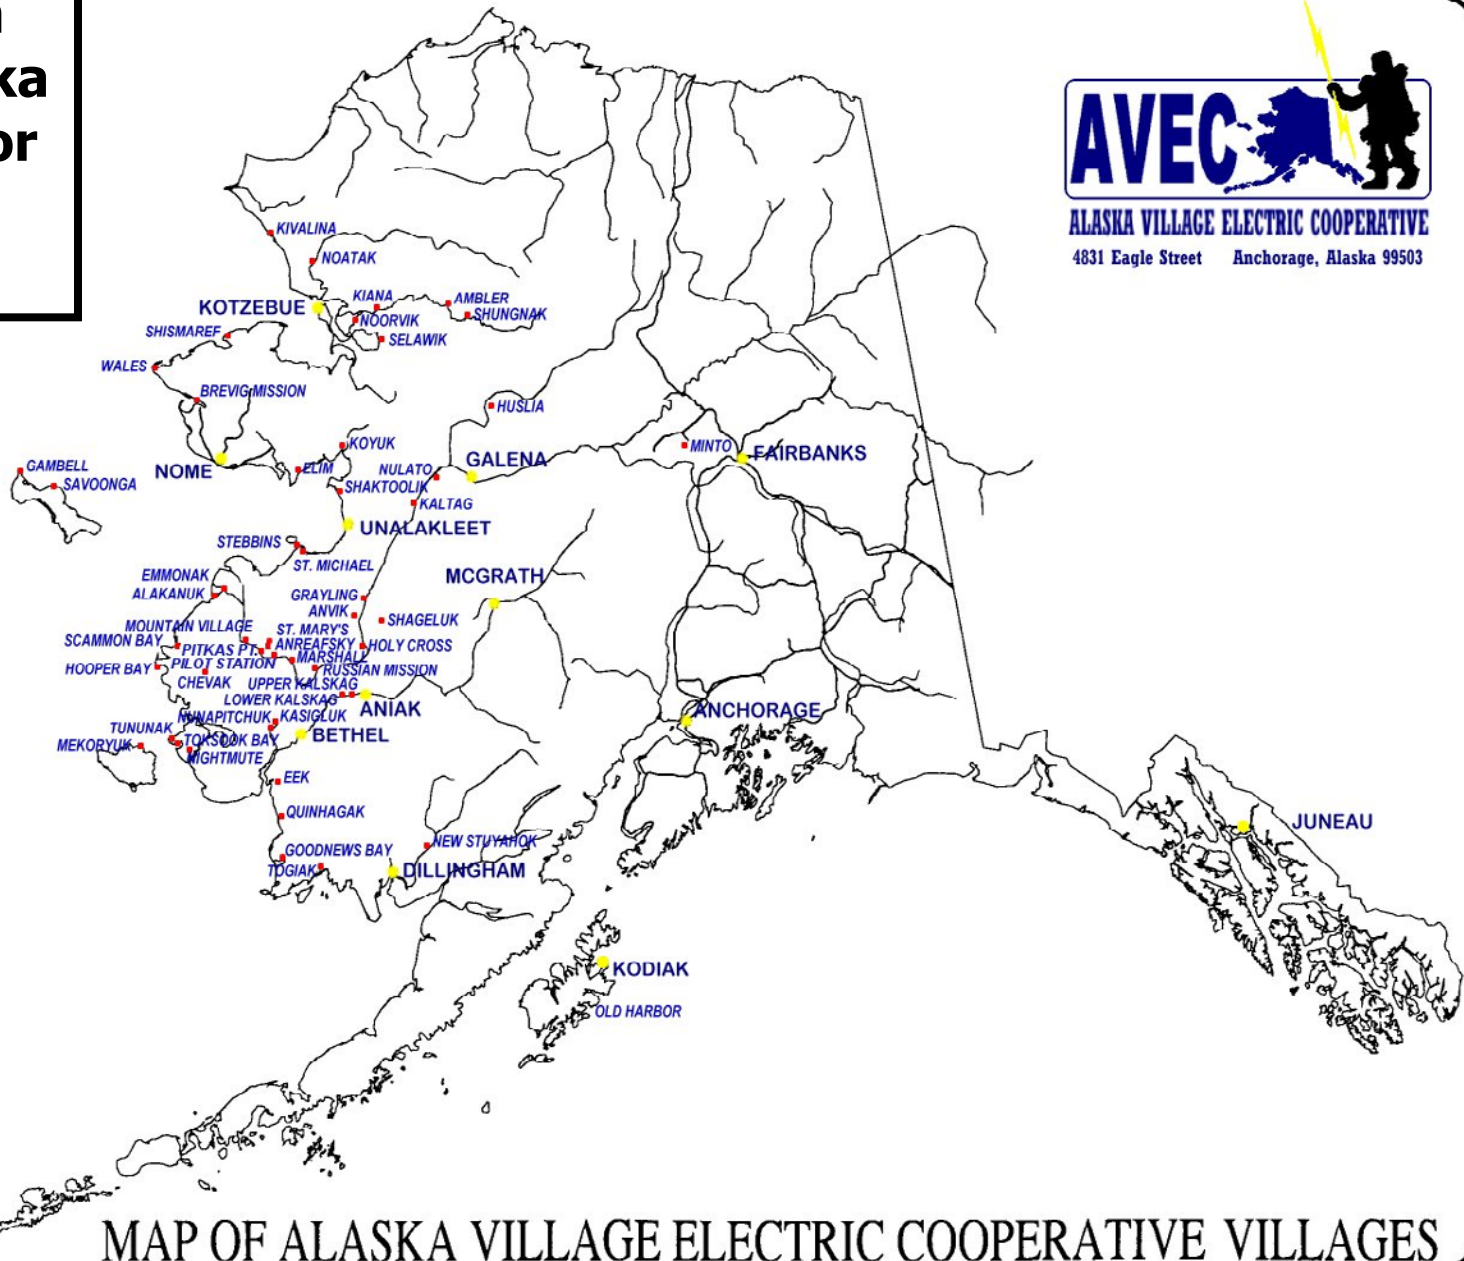 ka
or
AVEC
ALASKA VILLAGE ELECTRIC COOPERATIVE
4831 Eagle Street Anchorage, Alaska 99503
KIVALINA
NOATAK
KOTZEBUE
KIANA
AMBLER
SHUNGNAK
NOORVIK
SHISMAREF
SELAWIK
WALES
BREVIG MISSION
HUSLIA
KOYUK
MINTO
FAIRBANKS
GALENA
NOME
ELIM
NULATO
GAMBELL
SAVOONGA
SHAKTOOLIK
KALTAG
UNALAKLEET
STEBBINS
ST. MICHAEL
EMMONAK
MCGRATH
ALAKANUK
GRAYLING
ANVIK
SHAGELUK
MOUNTAIN VILLAGE
ST. MARY'S
SCAMMON BAY
PITKAS PT.
ANREAFSKY
HOLY CROSS
HOOPER BAY
PILOT STATION
MARSHALL
RUSSIAN MISSION
CHEVAK
UPPER KALSKAG
LOWER KALSKAG
ANIAK
ANCHORAGE
NUNAPITCHUK
KASIGLUK
TUNUNAK
TOKSOOK BAY
BETHEL
MEKORYUK
NIGHTMUTE
EEK
QUINHAGAK
JUNEAU
NEW STUYAHOK
GOODNEWS BAY
TOGIAK
DILLINGHAM
KODIAK
OLD HARBOR
MAP OF ALASKA VILLAGE ELECTRIC COOPERATIVE VILLAGES